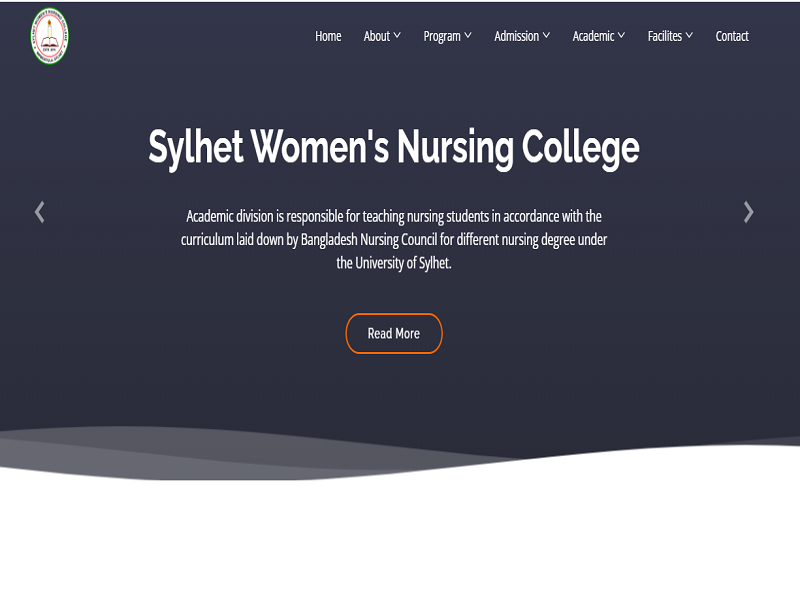 Home About Program Admission Academic Facilites Contact
Sylhet Women's Nursing College
Academic division is responsible for teaching nursing students in accordance with the
curriculum laid down by Bangladesh Nursing Council for different nursing degree under
the University of Sylhet.
Read More